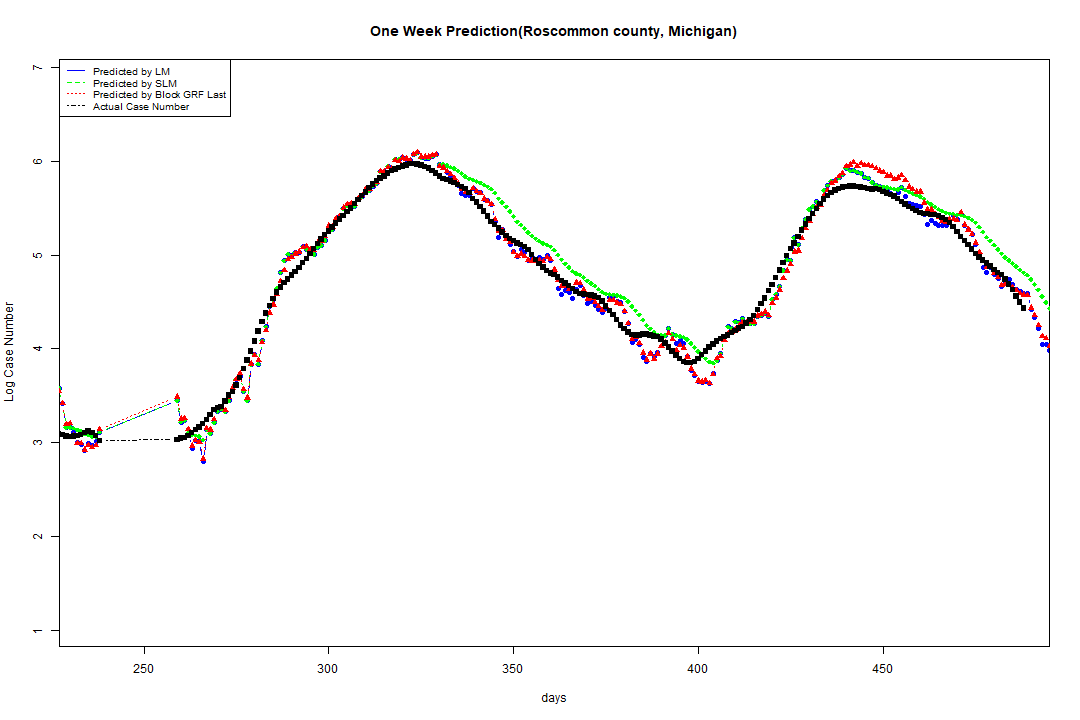 One Week Prediction(Roscommon county, Michigan)
Predicted by LM
Predicted by SLM
Predicted by Block GRF Last
Actual Case Number
7
6
5
4
3
2
1
Log Case Number
250 300 350 400 450
days